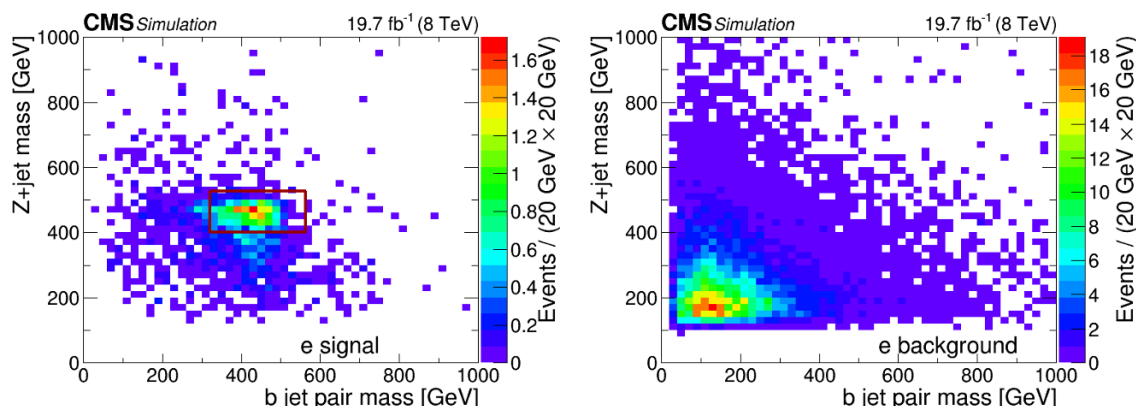 CMS Simulation 19.7 fb⁻¹ (8 TeV)
Z+jet mass [GeV]
1000
800
600
400
200
0
0 200 400 600 800 1000
b jet pair mass [GeV]
e signal
1.6
1.4
1.2
1
0.8
0.6
0.4
0.2
0
Events / (20 GeV × 20 GeV)
CMS Simulation 19.7 fb⁻¹ (8 TeV)
Z+jet mass [GeV]
1000
800
600
400
200
0
0 200 400 600 800 1000
b jet pair mass [GeV]
e background
18
16
14
12
10
8
6
4
2
0
Events / (20 GeV × 20 GeV)